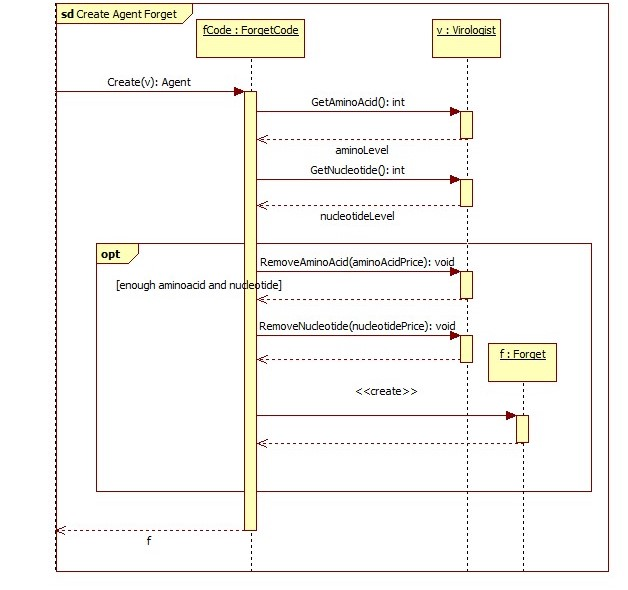 sd Create Agent Forget
fCode : ForgetCode
v : Virologist
Create(v): Agent
GetAminoAcid(): int
aminoLevel
GetNucleotide(): int
nucleotideLevel
opt
RemoveAminoAcid(aminoAcidPrice): void
[enough aminoacid and nucleotide]
RemoveNucleotide(nucleotidePrice): void
f : Forget
<<create>>
f